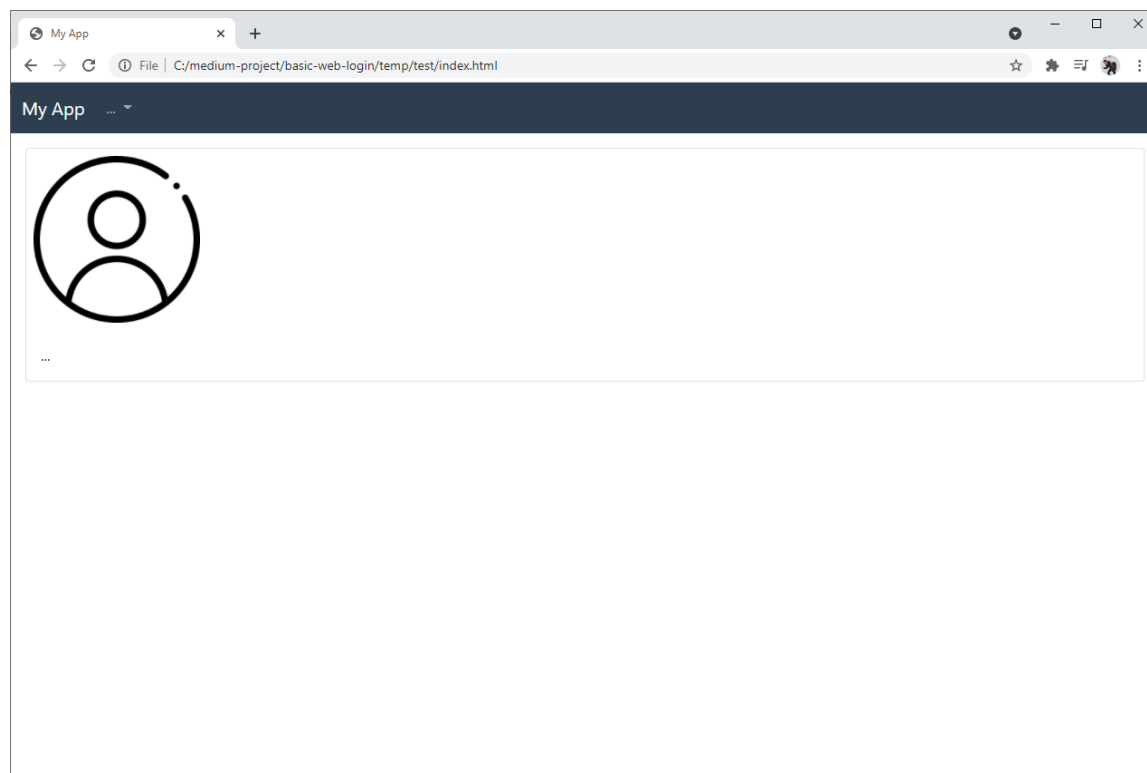 My App
File C:/medium-project/basic-web-login/temp/test/index.html
My App ...
...